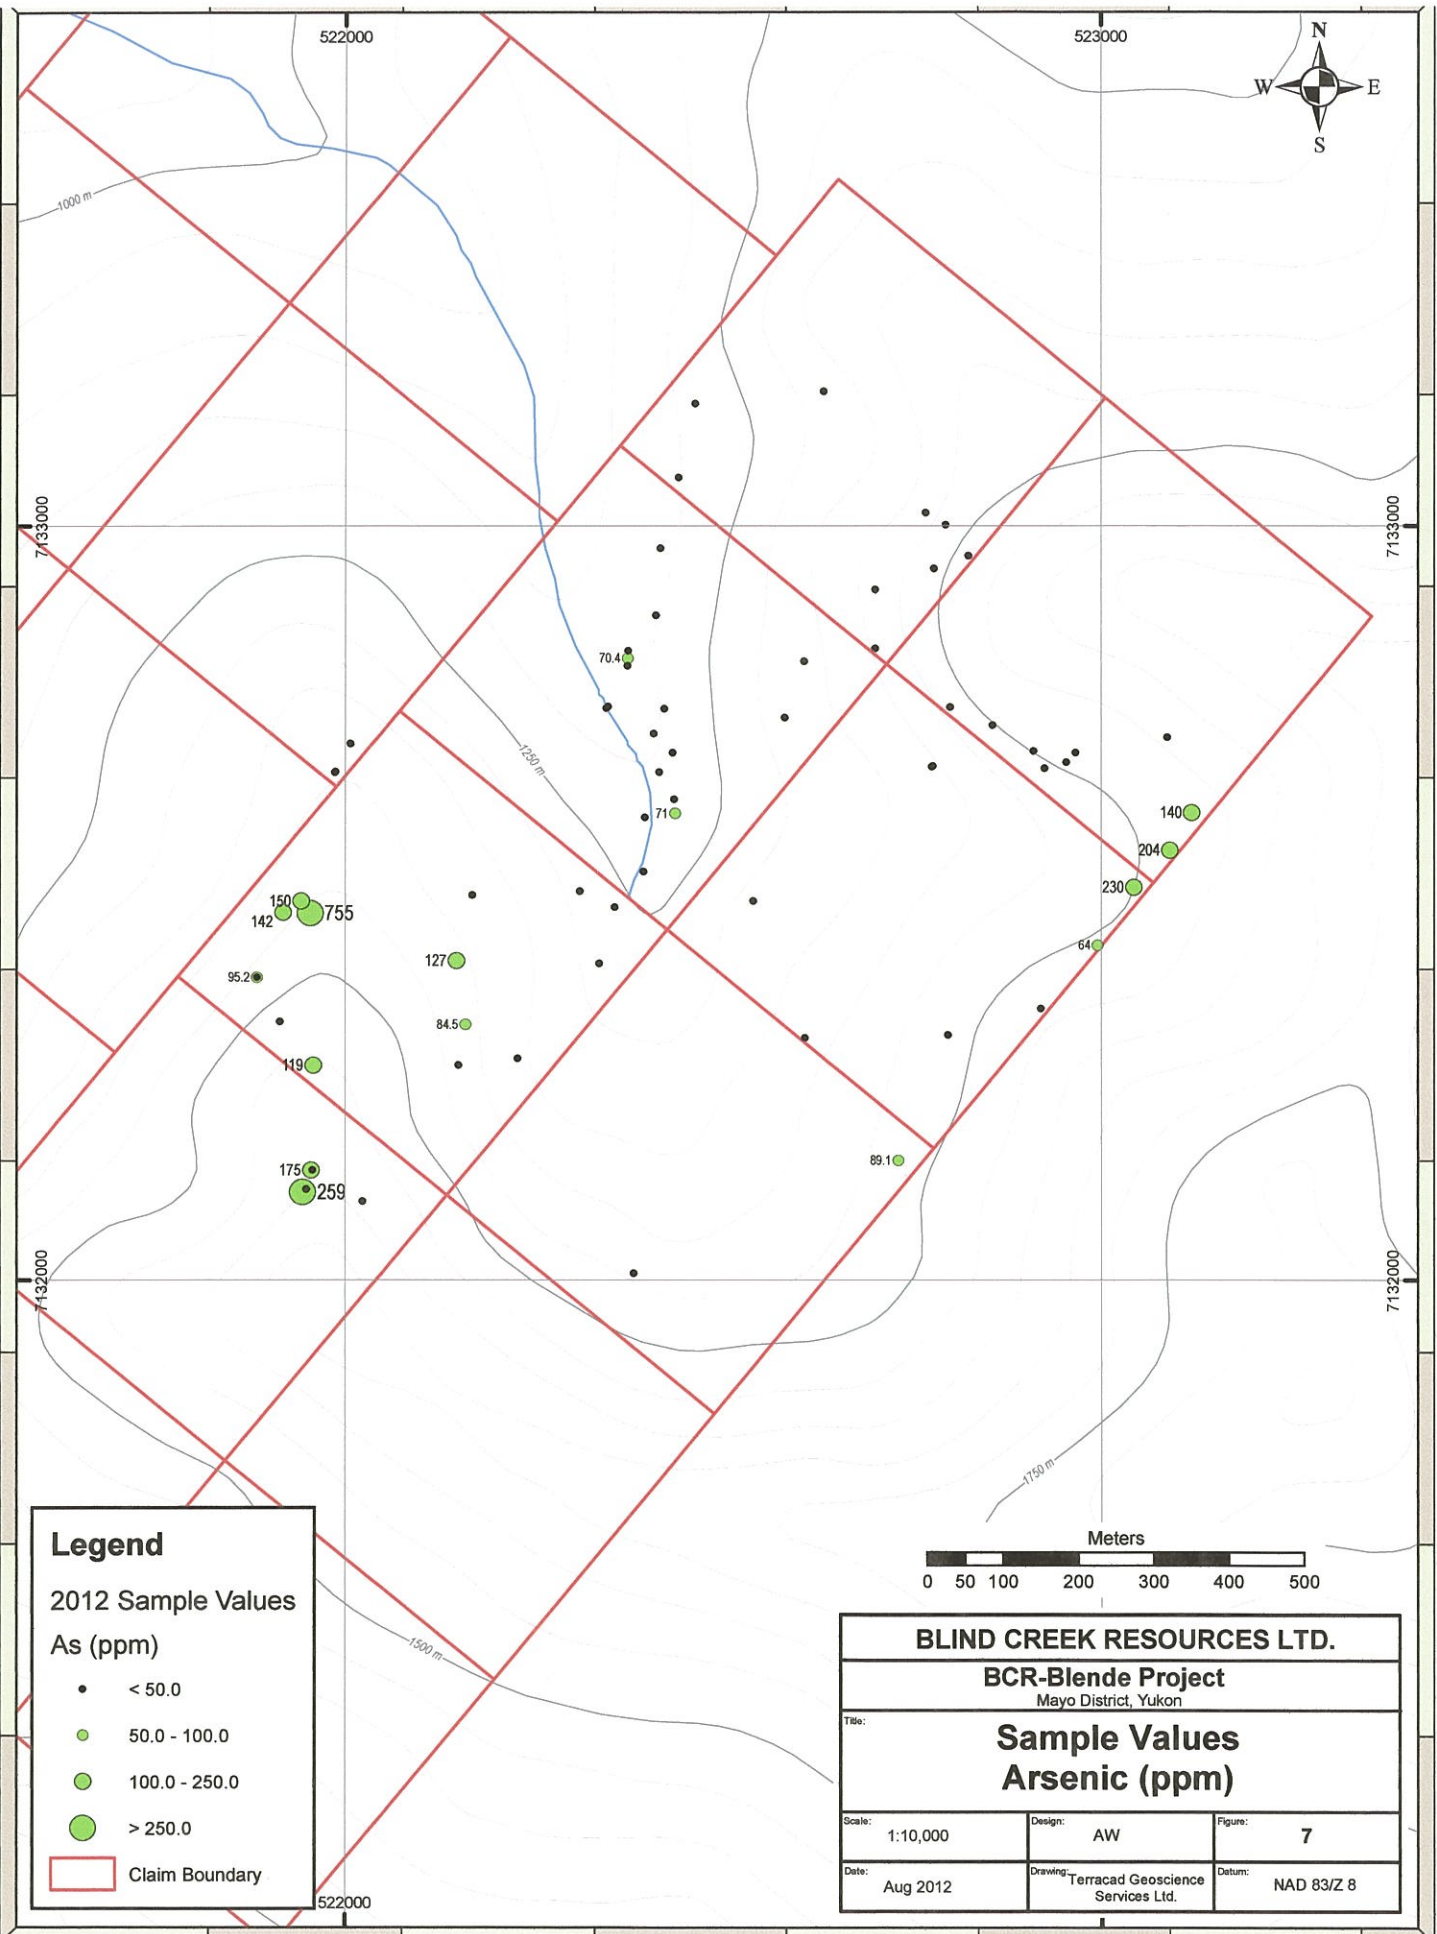 522000
523000
N
W E
S
1000 m
7133000
7133000
70.4
1250 m
71
140
204
230
150
755
142
64
127
95.2
84.5
119
89.1
175
259
7132000
7132000
1750 m
Legend
2012 Sample Values
As (ppm)
< 50.0
50.0 - 100.0
100.0 - 250.0
> 250.0
Claim Boundary
1500 m
522000
Meters
0 50 100 200 300 400 500
BLIND CREEK RESOURCES LTD.
BCR-Blende Project
Mayo District, Yukon
Title:
Sample Values
Arsenic (ppm)
Scale: 1:10,000
Design: AW
Figure: 7
Date: Aug 2012
Drawing: Terracad Geoscience
Services Ltd.
Datum: NAD 83/Z 8